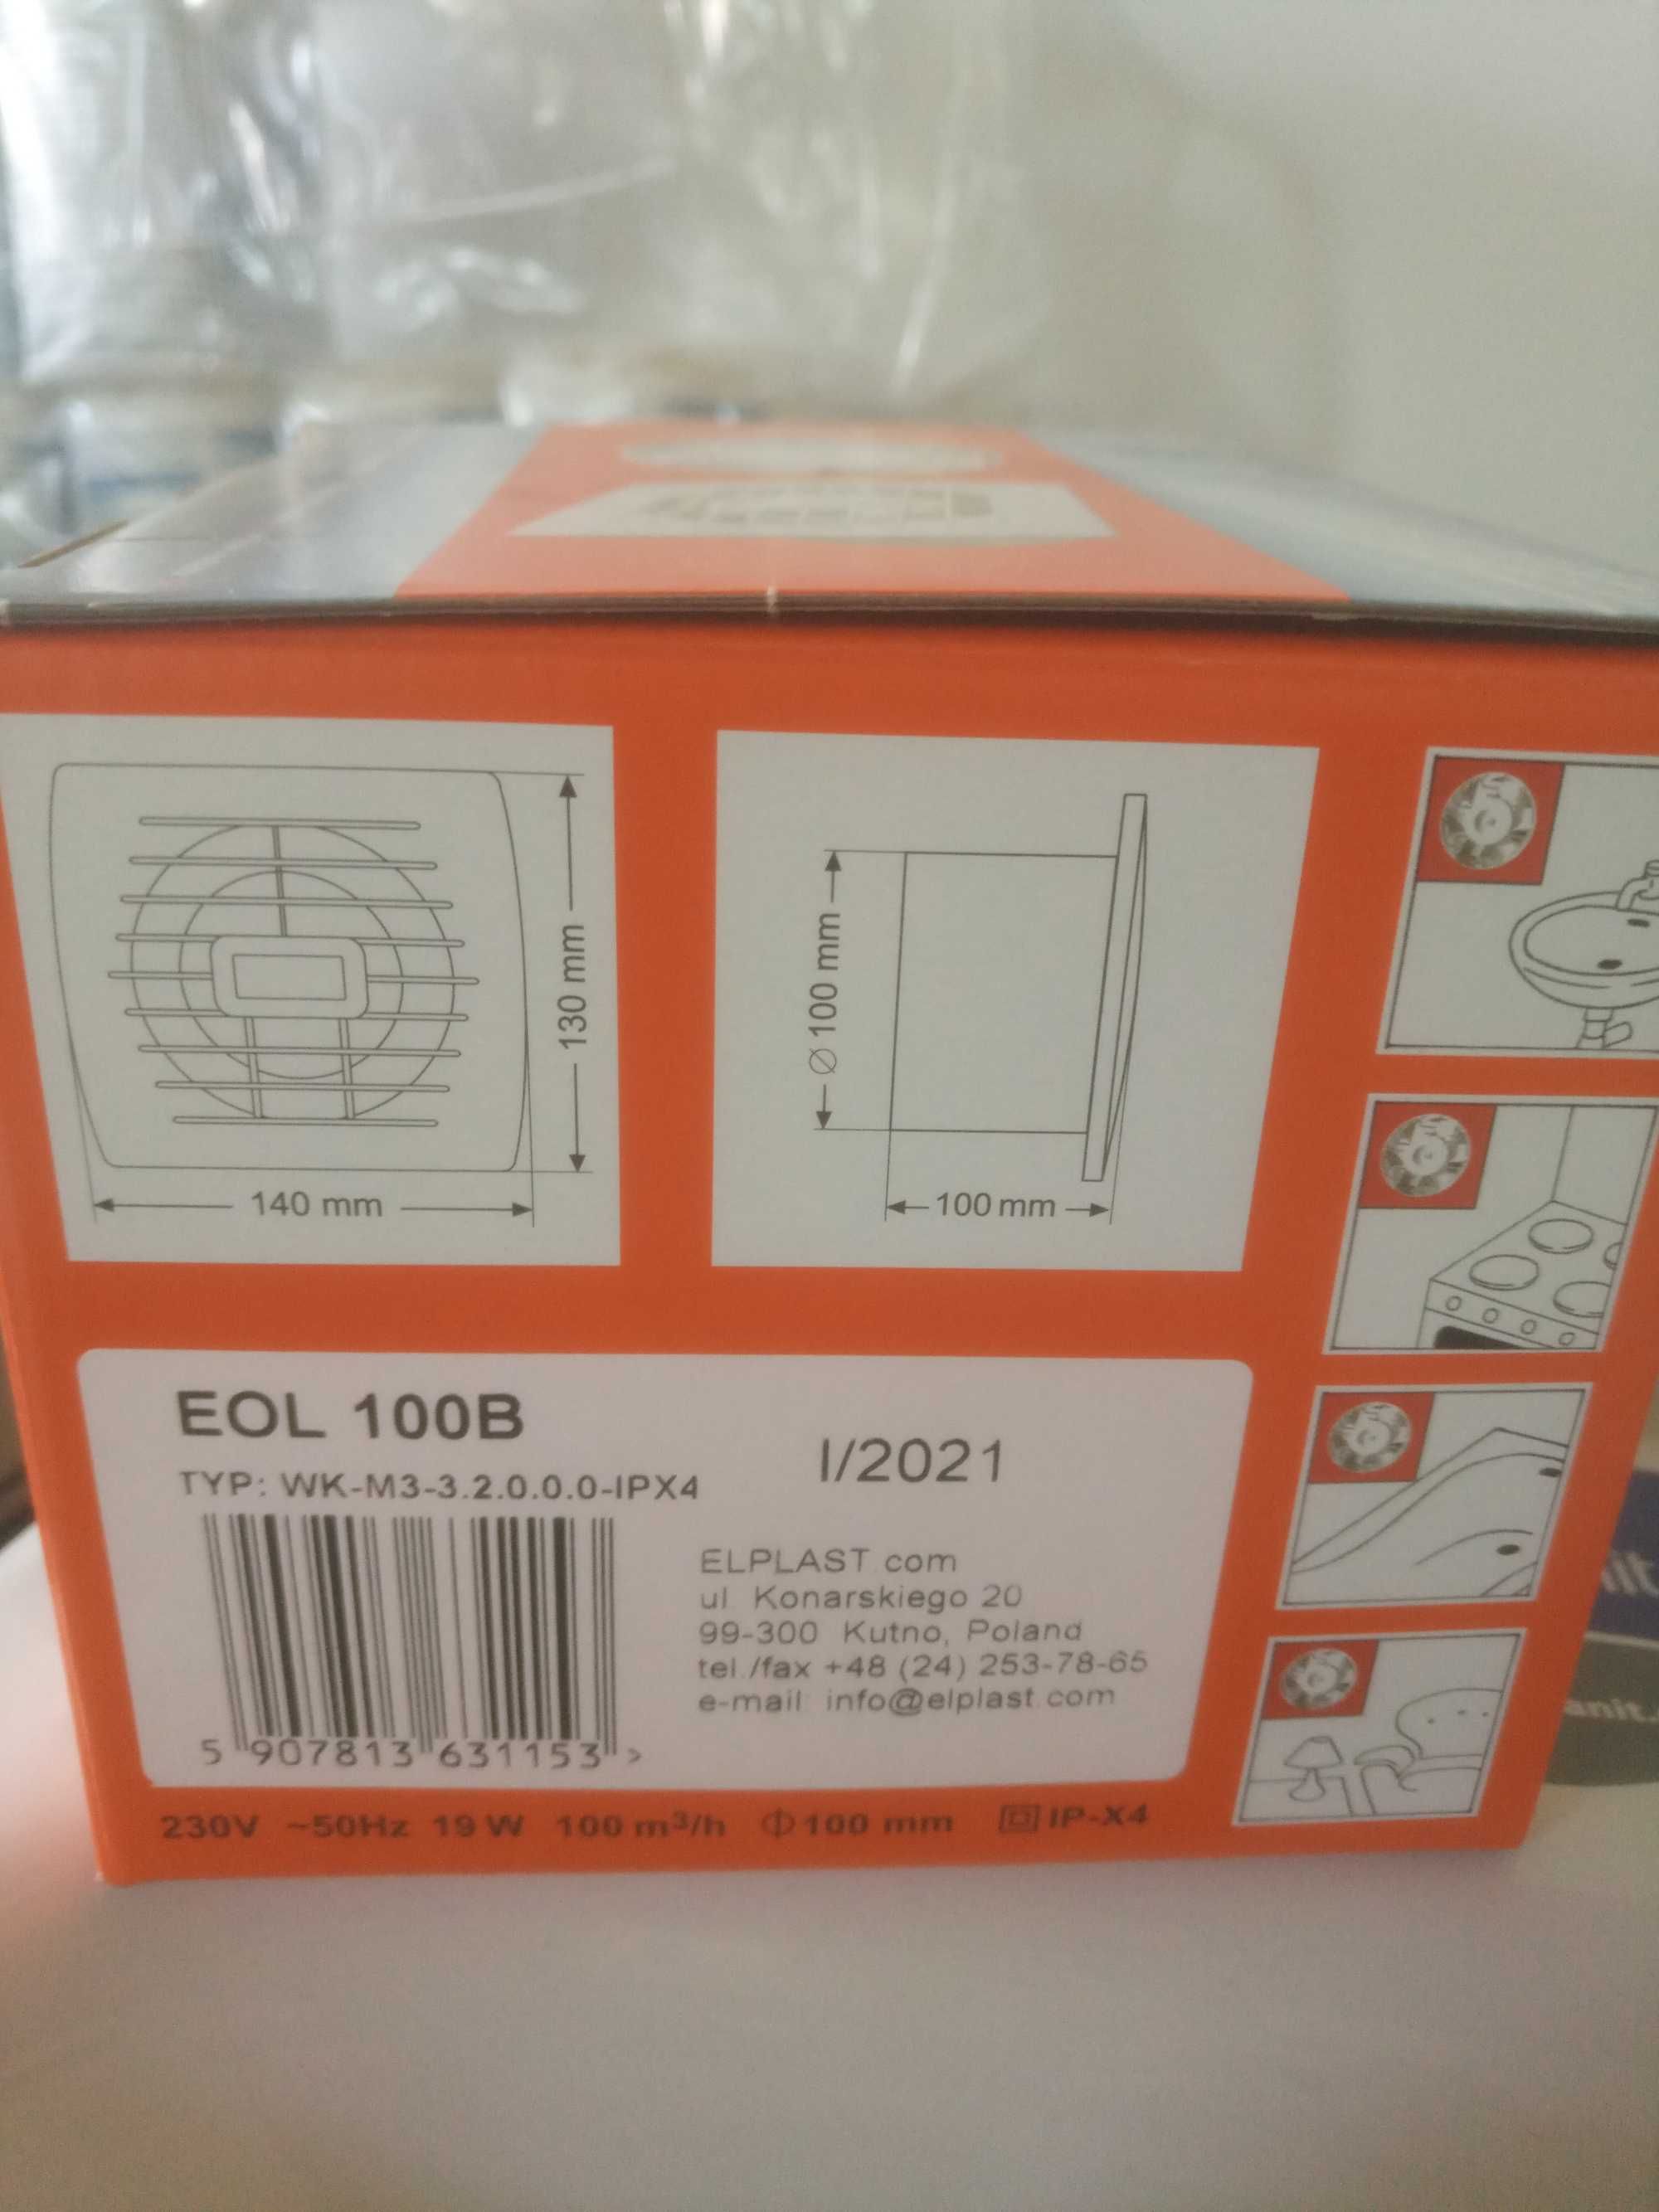 130 mm
140 mm
Ø 100 mm
100 mm
EOL 100B
I/2021
TYP: WK-M3-3.2.0.0.0-IPX4
ELPLAST.com
ul. Konarskiego 20
99-300 Kutno, Poland
tel./fax +48 (24) 253-78-65
e-mail: info@elplast.com
5 907813 631153 >
230V ~50Hz 19 W 100 m³/h Φ 100 mm IP-X4